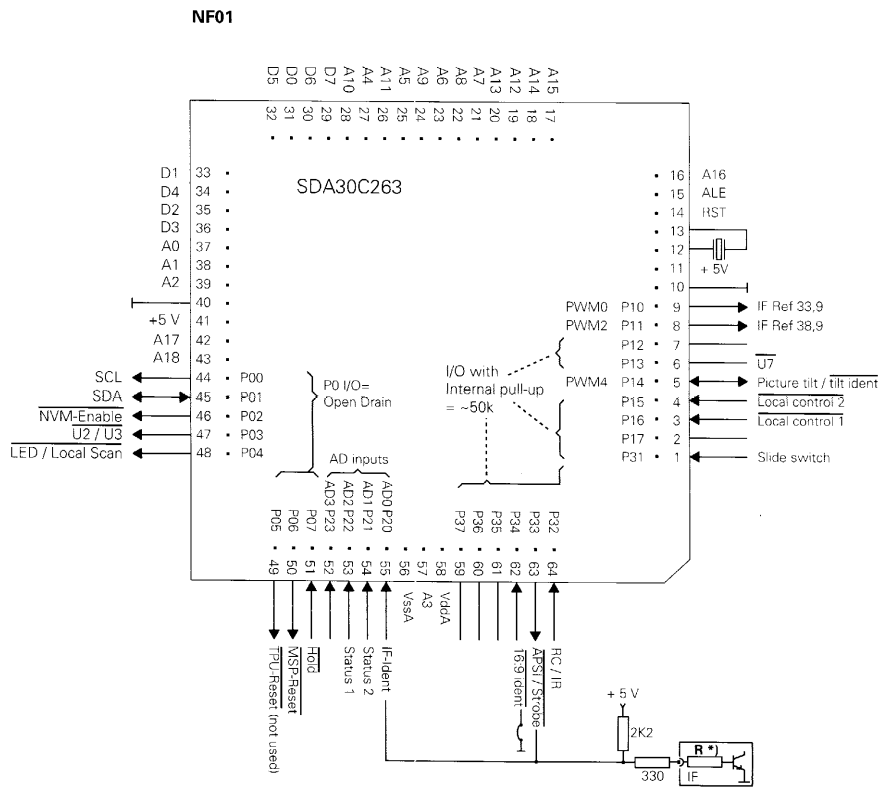 NF01
D5 D0 D6 D7 A10 A4 A11 A5 A9 A6 A8 A7 A13 A12 A14 A15
32 31 30 29 28 27 26 25 24 23 22 21 20 19 18 17
SDA30C263
D1 33
D4 34
D2 35
D3 36
A0 37
A1 38
A2 39
40
+5 V 41
A17 42
A18 43
SCL 44 P00
SDA 45 P01
NVM-Enable 46 P02
U2 / U3 47 P03
LED / Local Scan 48 P04
P0 I/O=
Open Drain
AD inputs
I/O with
Internal pull-up
= ~50k
16 A16
15 ALE
14 RST
13
12
11 + 5V
10
PWM0 P10 9 IF Ref 33,9
PWM2 P11 8 IF Ref 38,9
P12 7
P13 6 U7
PWM4 P14 5 Picture tilt / tilt ident
P15 4 Local control 2
P16 3 Local control 1
P17 2
P31 1 Slide switch
P05 P06 P07 AD3 P23 AD2 P22 AD1 P21 AD0 P20 P37 P36 P35 P34 P33 P32
49 50 51 52 53 54 55 56 57 58 59 60 61 62 63 64
VssA A3 VddA
TPU-Reset (not used)
MSP-Reset
Hold
Status 1
Status 2
IF-Ident
16:9 ident
APSI / Strobe
RC / IR
+ 5 V
2K2
330
R *)
IF